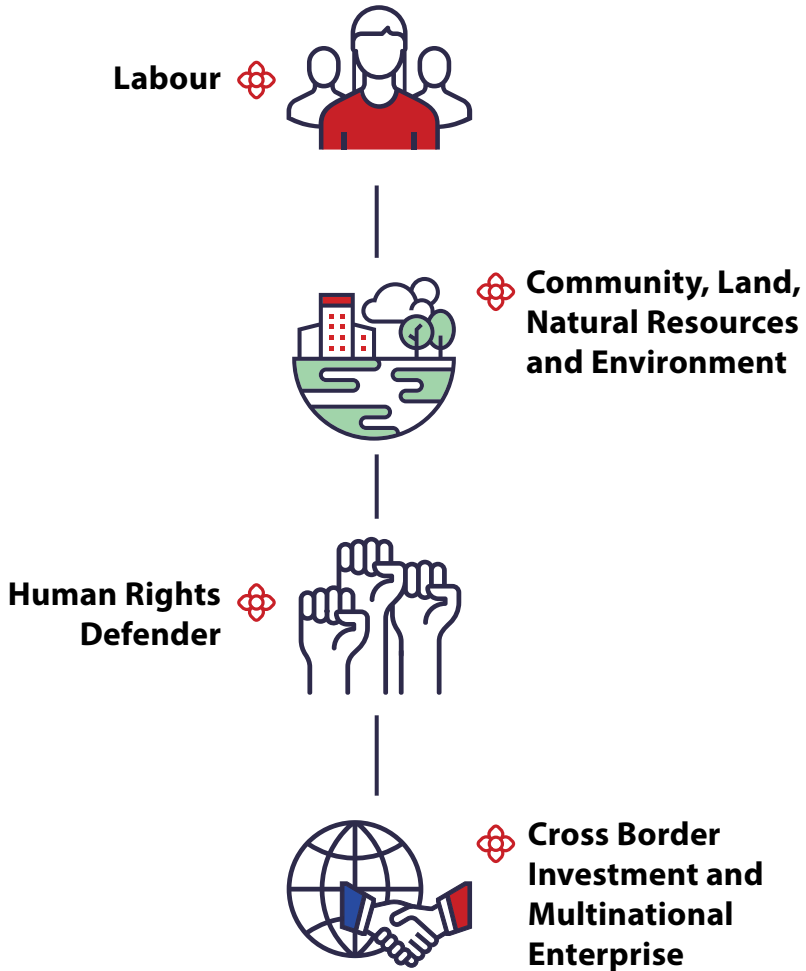 Labour
Community, Land,
Natural Resources
and Environment
Human Rights
Defender
Cross Border
Investment and
Multinational
Enterprise